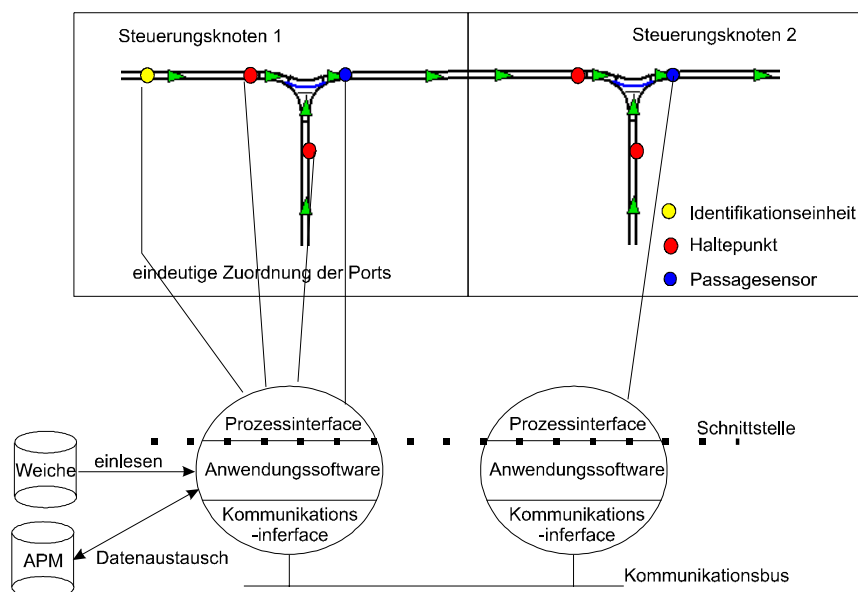 Steuerungsknoten 1
Steuerungsknoten 2
Identifikationseinheit
Haltepunkt
Passagesensor
eindeutige Zuordnung der Ports
Prozessinterface
Prozessinterface
Schnittstelle
Weiche
einlesen
Anwendungssoftware
Anwendungssoftware
Kommunikations
-inferface
Kommunikations
-inferface
APM
Datenaustausch
Kommunikationsbus